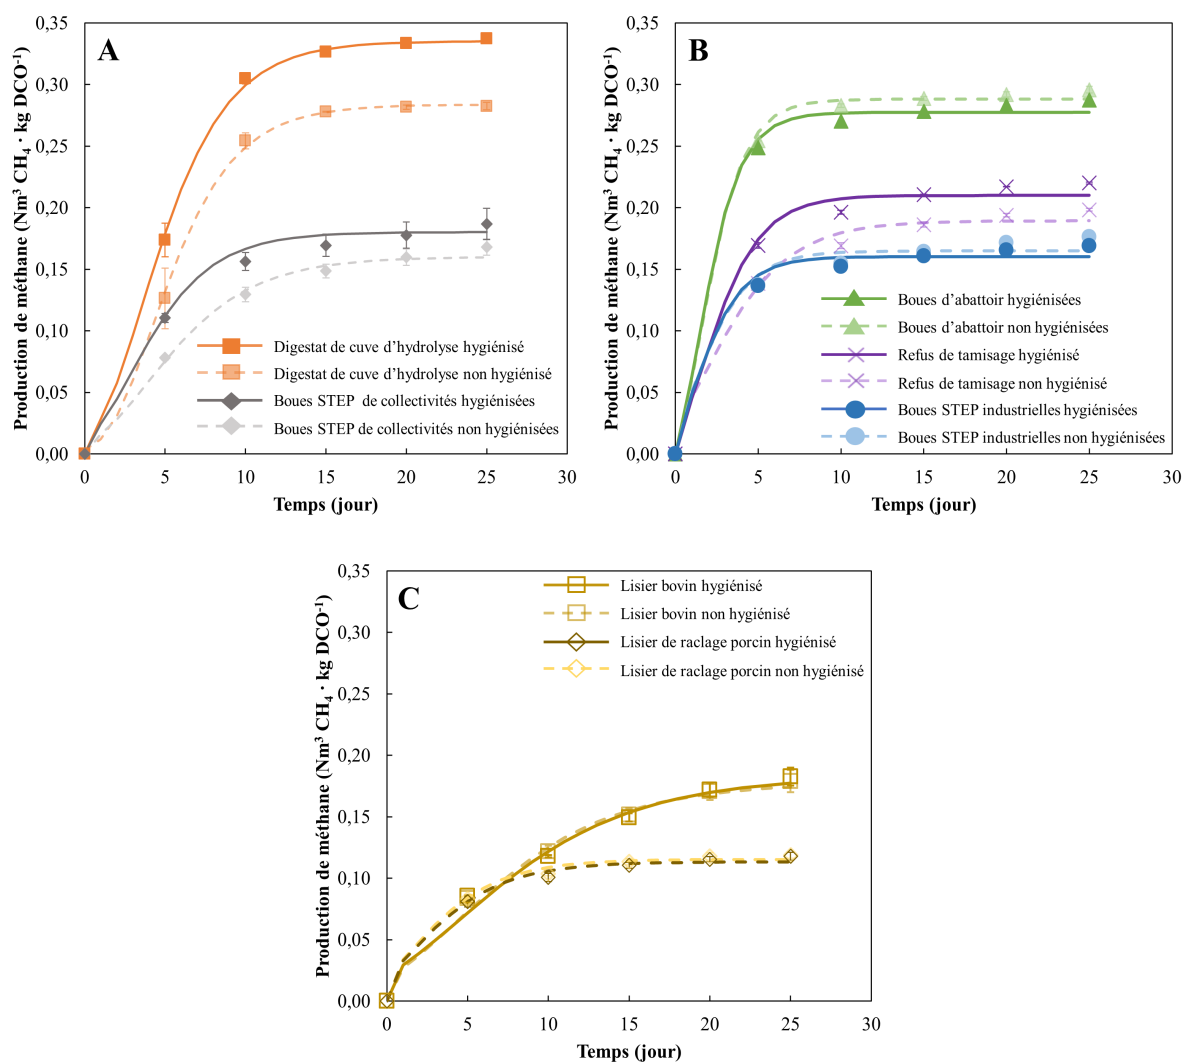 A
Production de méthane (Nm³ CH₄ · kg DCO⁻¹)
0,35
0,30
0,25
0,20
0,15
0,10
0,05
0,00
Digestat de cuve d’hydrolyse hygiénisé
Digestat de cuve d’hydrolyse non hygiénisé
Boues STEP de collectivités hygiénisées
Boues STEP de collectivités non hygiénisées
0 5 10 15 20 25 30
Temps (jour)
B
Production de méthane (Nm³ CH₄ · kg DCO⁻¹)
0,35
0,30
0,25
0,20
0,15
0,10
0,05
0,00
Boues d’abattoir hygiénisées
Boues d’abattoir non hygiénisées
Refus de tamisage hygiénisé
Refus de tamisage non hygiénisé
Boues STEP industrielles hygiénisées
Boues STEP industrielles non hygiénisées
0 5 10 15 20 25 30
Temps (jour)
C
Production de méthane (Nm³ CH₄ · kg DCO⁻¹)
0,35
0,30
0,25
0,20
0,15
0,10
0,05
0,00
Lisier bovin hygiénisé
Lisier bovin non hygiénisé
Lisier de raclage porcin hygiénisé
Lisier de raclage porcin non hygiénisé
0 5 10 15 20 25 30
Temps (jour)